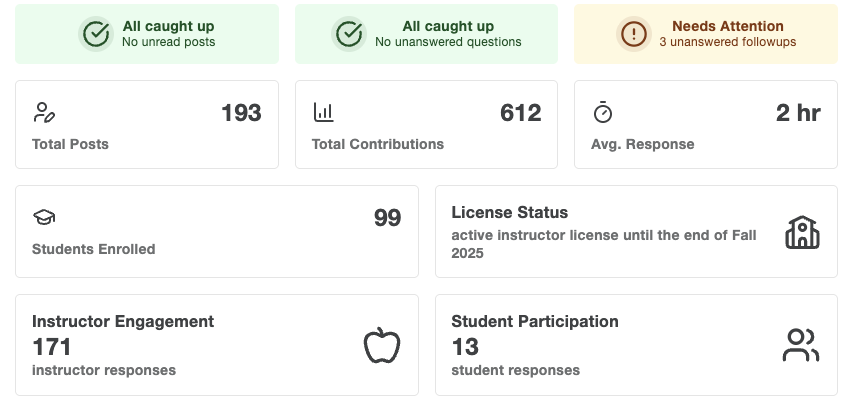 All caught up
No unread posts
All caught up
No unanswered questions
Needs Attention
3 unanswered followups
193
Total Posts
612
Total Contributions
2 hr
Avg. Response
99
Students Enrolled
License Status
active instructor license until the end of Fall
2025
Instructor Engagement
171
instructor responses
Student Participation
13
student responses